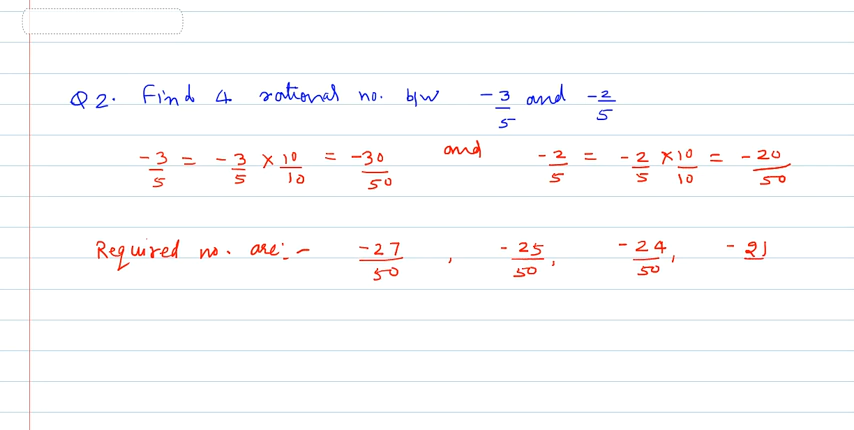 Q2. Find 4 rational no. b/w -3/5 and -2/5
-3/5 = -3/5 × 10/10 = -30/50 and -2/5 = -2/5 × 10/10 = -20/50
Required no. are:- -27/50, -25/50, -24/50, -21